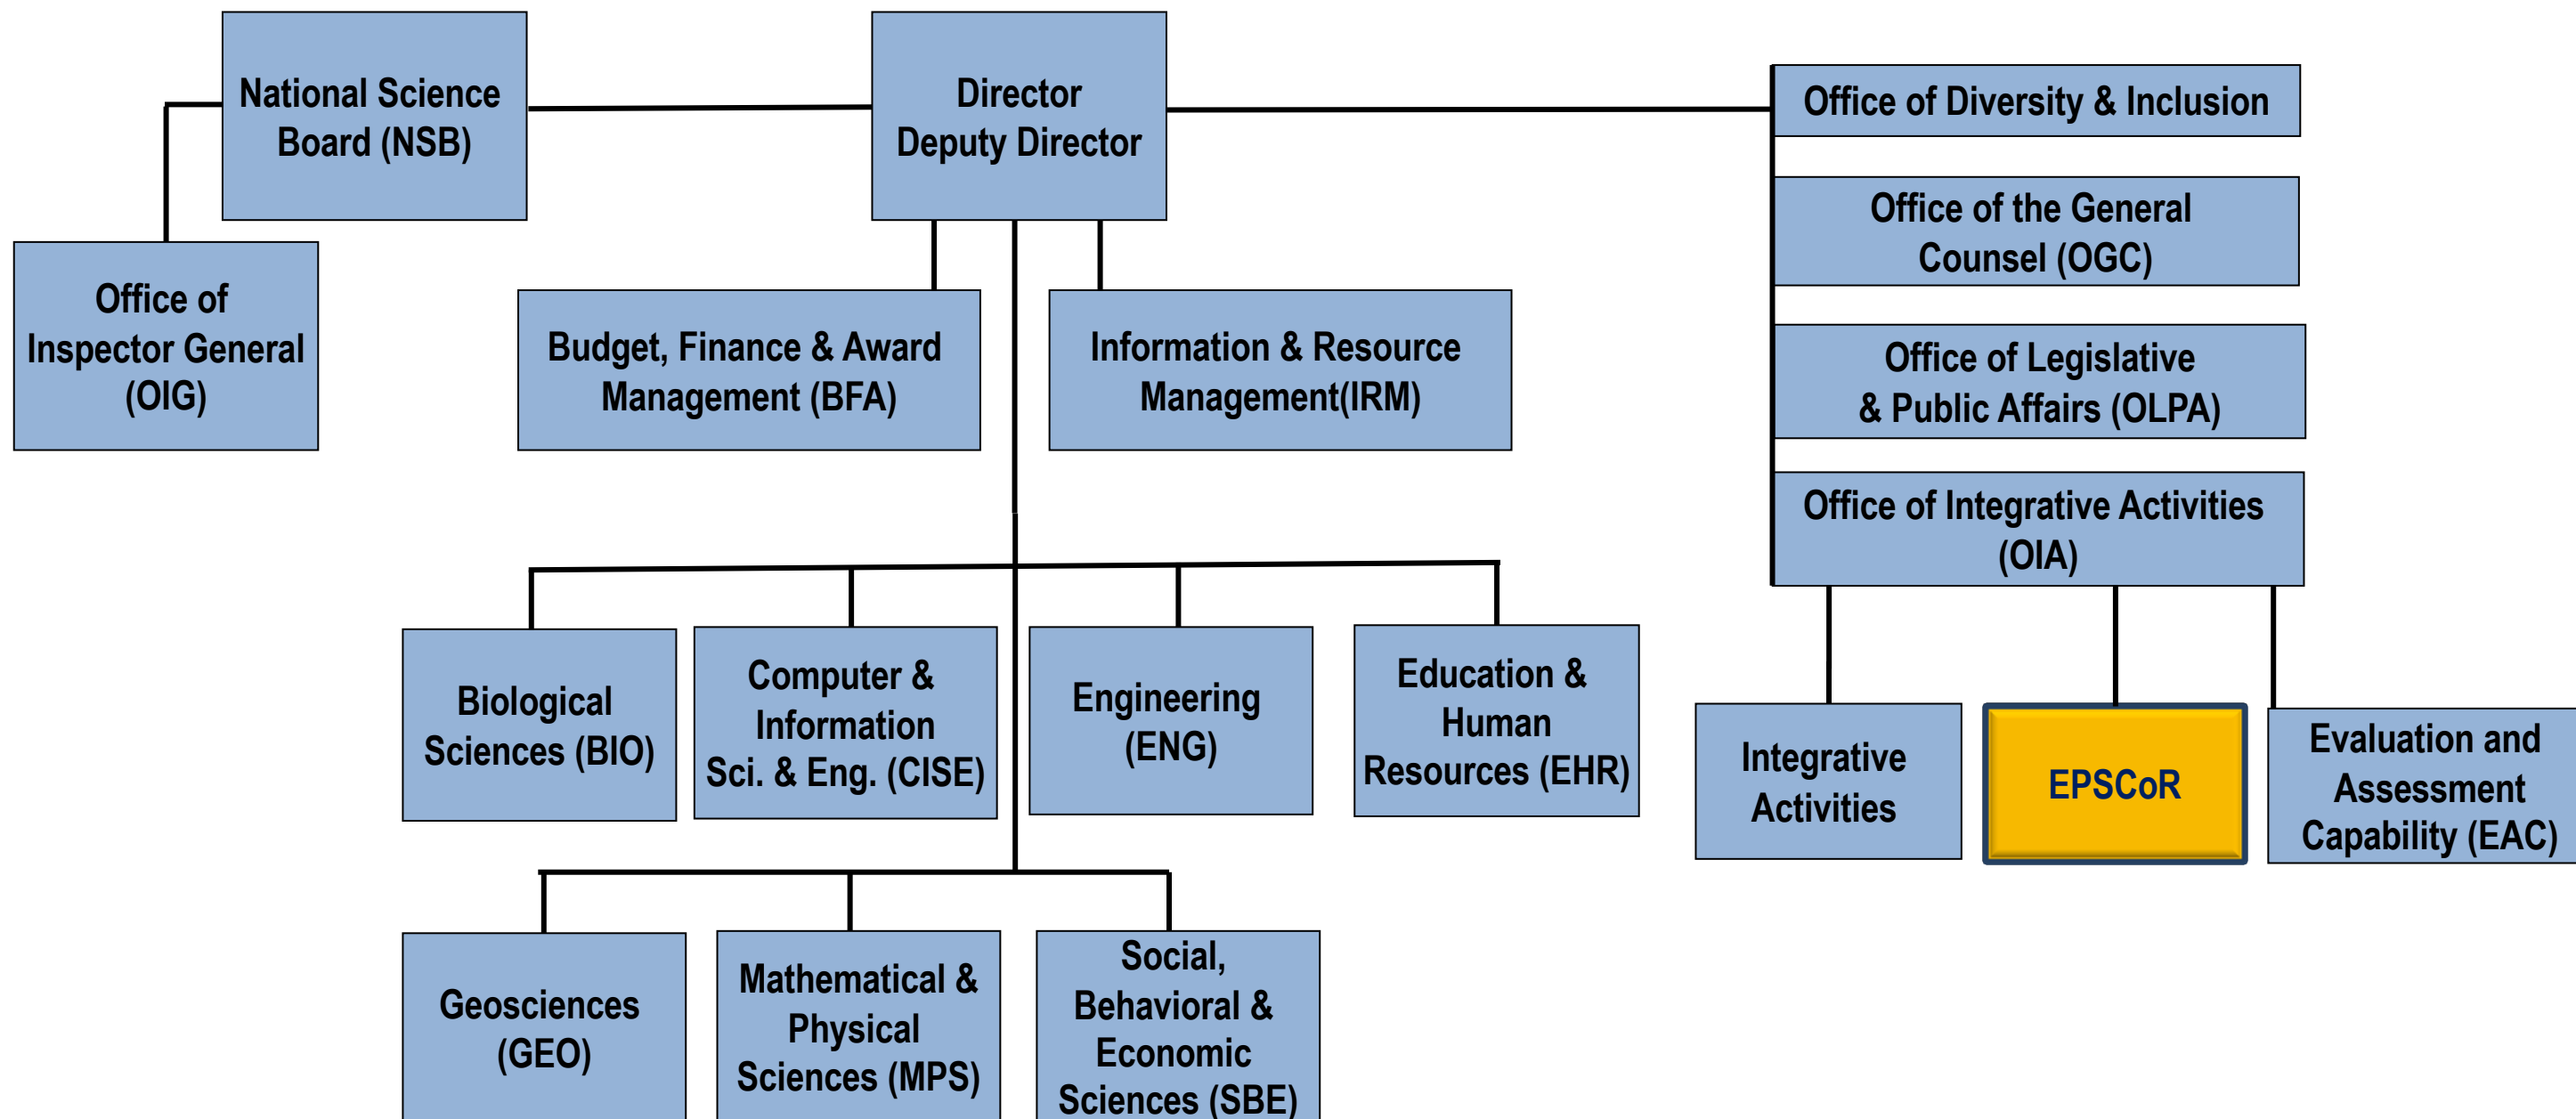 National Science
Board (NSB)
Director
Deputy Director
Office of Diversity & Inclusion
Office of the General
Counsel (OGC)
Office of Legislative
& Public Affairs (OLPA)
Office of Integrative Activities
(OIA)
Office of
Inspector General
(OIG)
Budget, Finance & Award
Management (BFA)
Information & Resource
Management(IRM)
Biological
Sciences (BIO)
Computer &
Information
Sci. & Eng. (CISE)
Engineering
(ENG)
Education &
Human
Resources (EHR)
Integrative
Activities
EPSCoR
Evaluation and
Assessment
Capability (EAC)
Geosciences
(GEO)
Mathematical &
Physical
Sciences (MPS)
Social,
Behavioral &
Economic
Sciences (SBE)